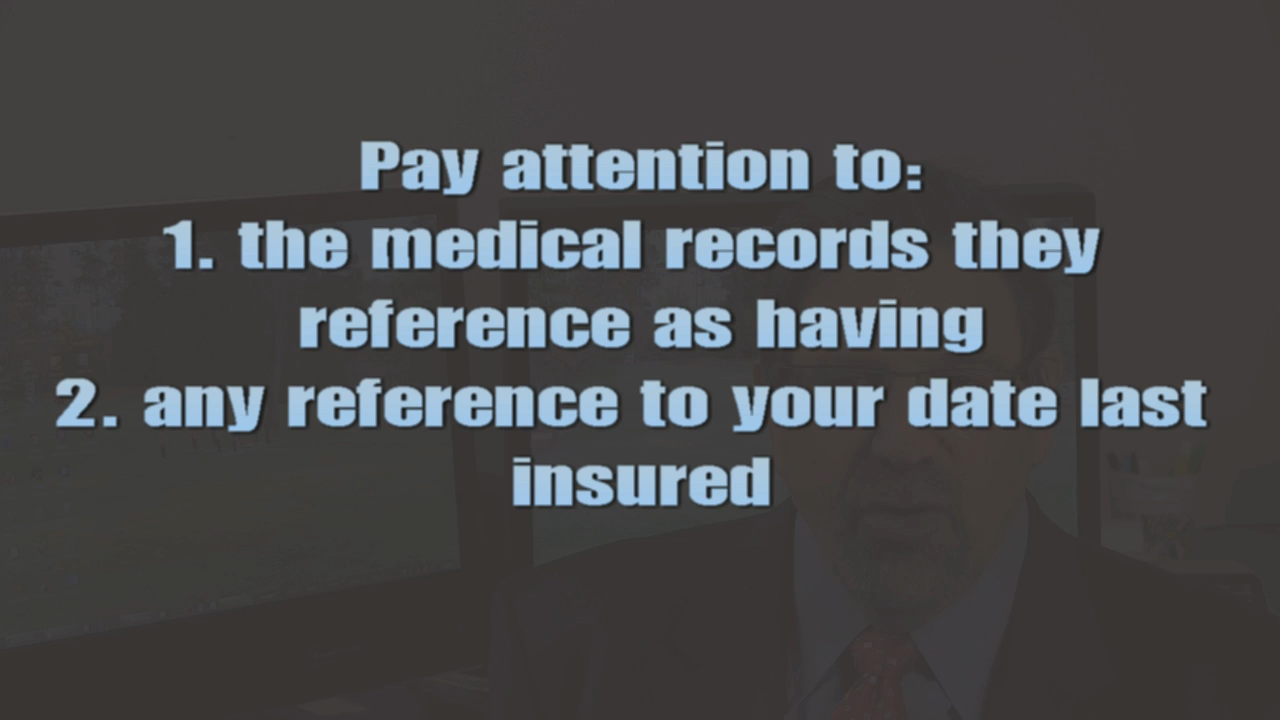 Pay attention to:
1. the medical records they
reference as having
2. any reference to your date last
insured